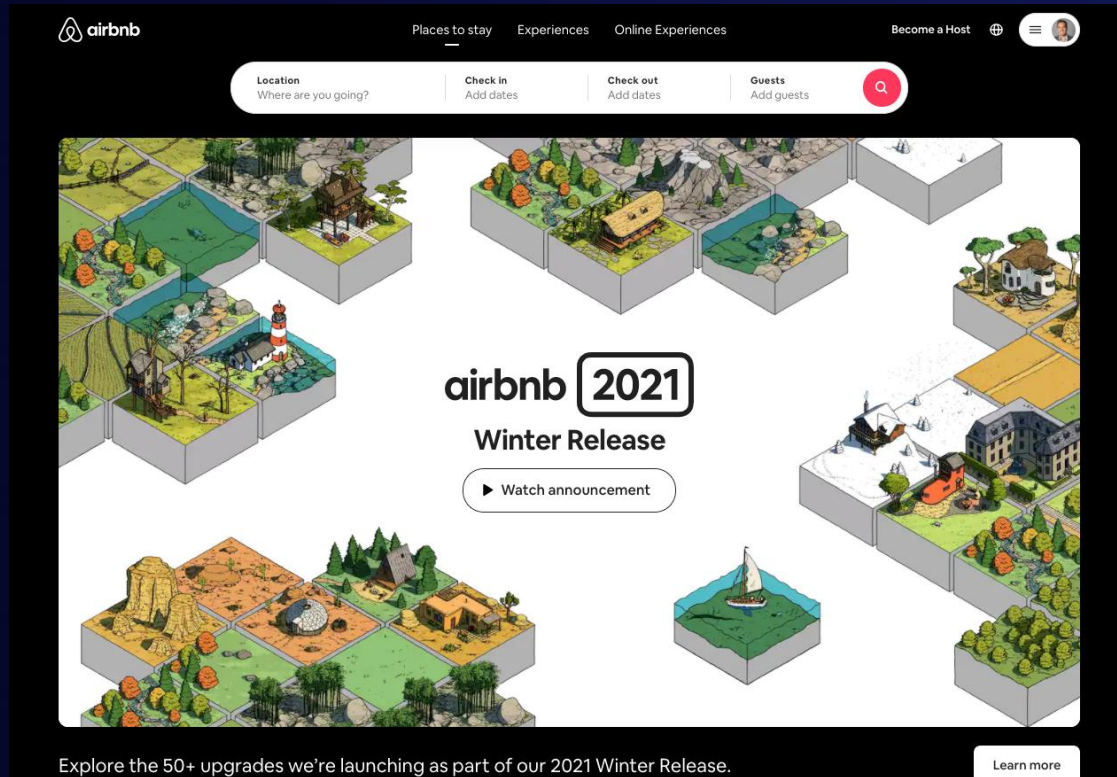 airbnb
Places to stay Experiences Online Experiences
Become a Host
Location Check in Check out Guests
Where are you going? Add dates Add dates Add guests
airbnb 2021
Winter Release
Watch announcement
Explore the 50+ upgrades we’re launching as part of our 2021 Winter Release.
Learn more